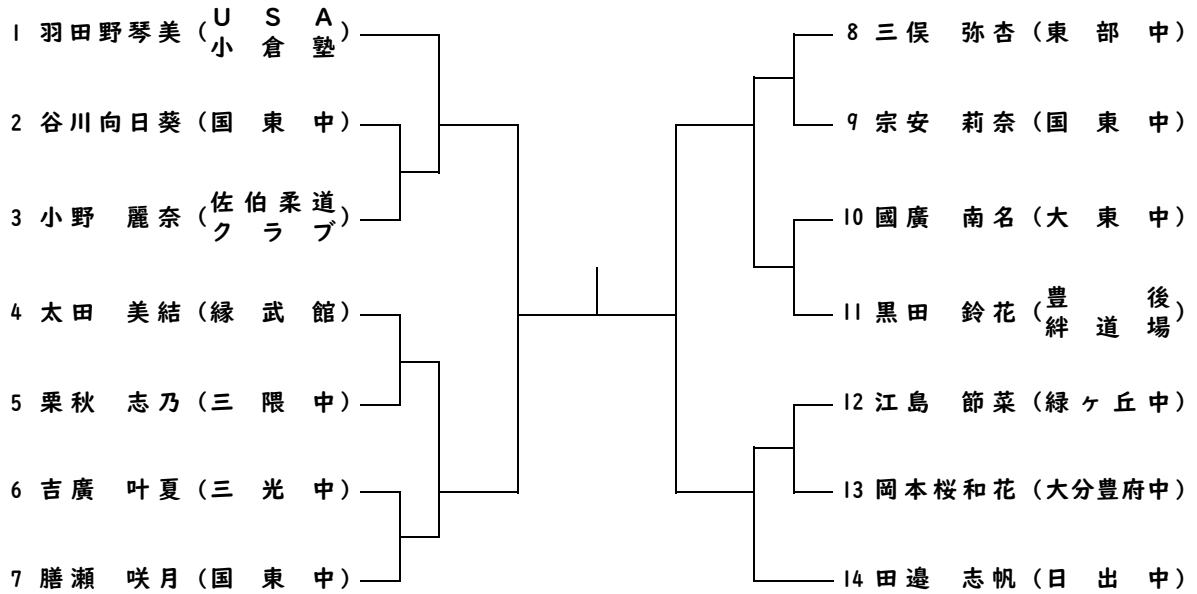 1 羽田野琴美 (USA小倉塾)
2 谷川向日葵 (国東中)
3 小野 麗奈 (佐伯柔道クラブ)
4 太田 美結 (縁武館)
5 栗秋 志乃 (三隈中)
6 吉廣 叶夏 (三光中)
7 膳瀬 咲月 (国東中)
8 三俣 弥杏 (東部中)
9 宗安 莉奈 (国東中)
10 國廣 南名 (大東中)
11 黒田 鈴花 (豊後絆道場)
12 江島 節菜 (緑ヶ丘中)
13 岡本桜和花 (大分豊府中)
14 田邉 志帆 (日出中)